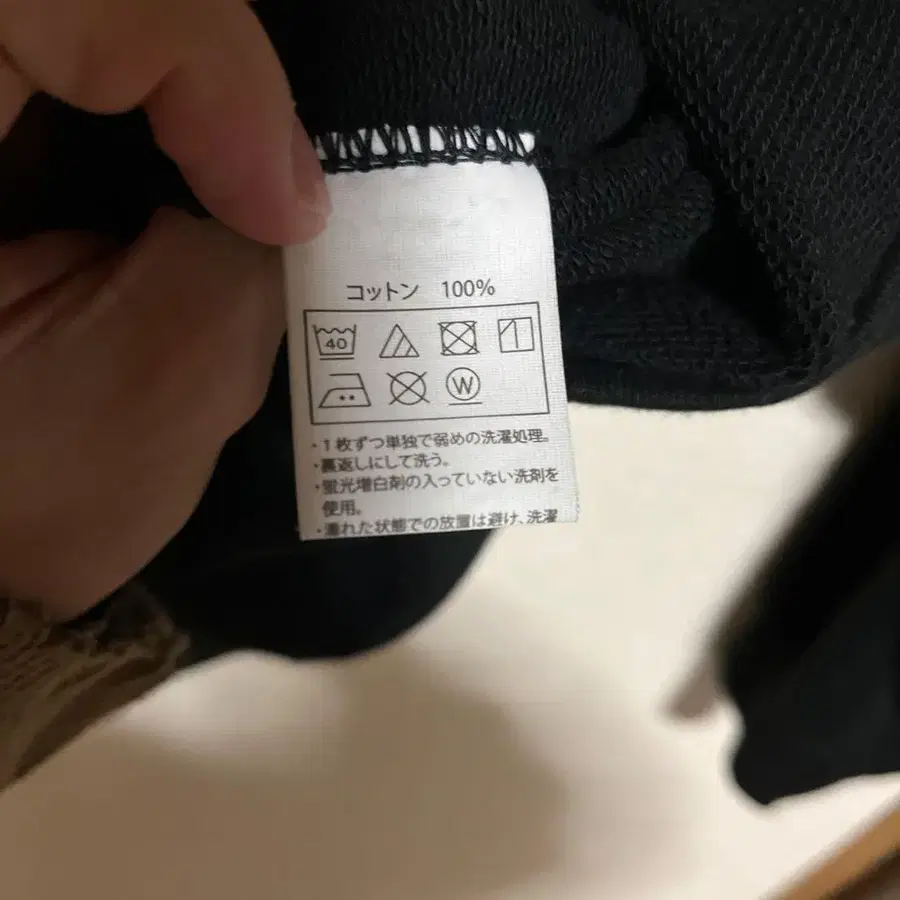 コットン 100%
40
W
・1枚ずつ単独で弱めの洗濯処理。
・裏返しにして洗う。
・蛍光増白剤の入っていない洗剤を
使用。
・濡れた状態での放置は避け、洗濯